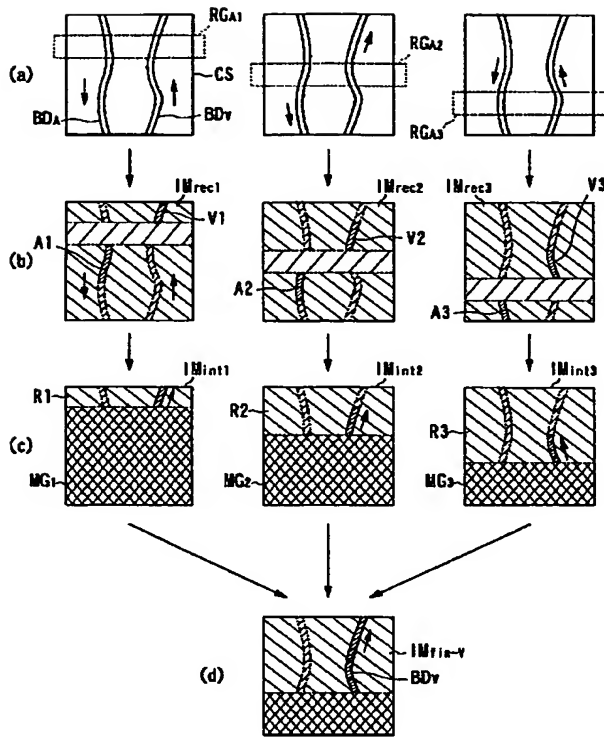 (a)
RGA1
CS
BDA
BDV
RGA2
RGA3
(b)
IMrec1
V1
A1
IMrec2
V2
A2
IMrec3
V3
A3
(c)
IMint1
R1
MG1
IMint2
R2
MG2
IMint3
R3
MG3
(d)
IMfin-V
BDV